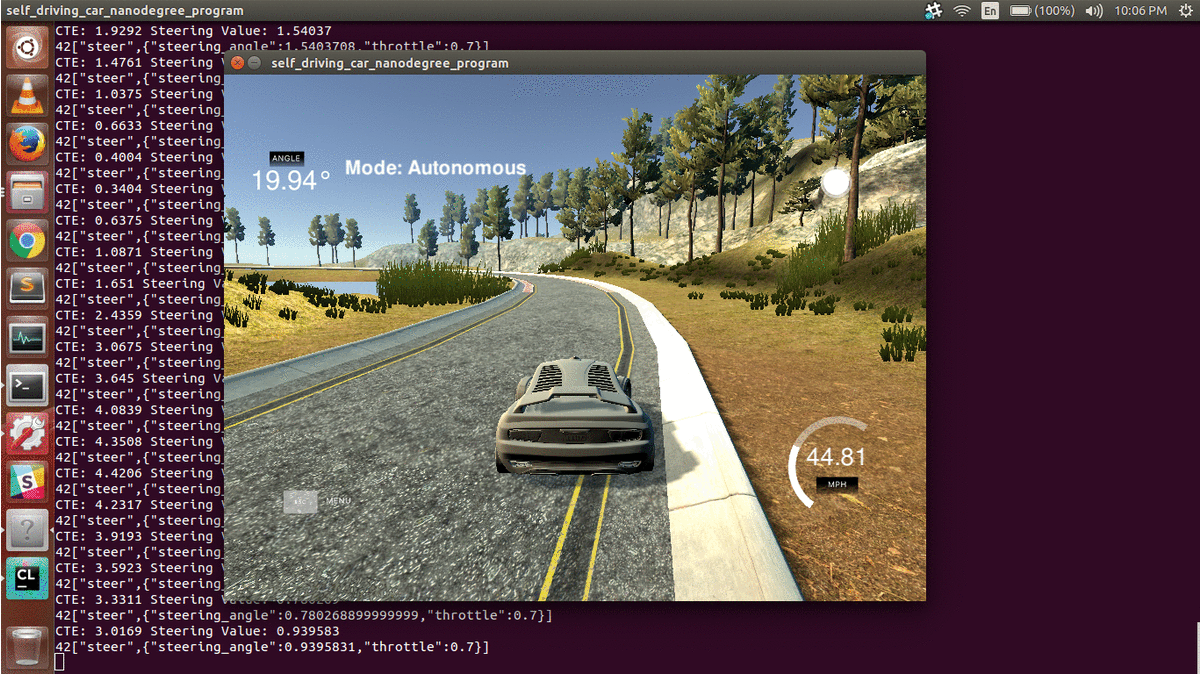 self_driving_car_nanodegree_program
En
(100%)
10:06 PM
CTE: 1.9292 Steering Value: 1.54037
42["steer",{"steering_angle":1.5403708,"throttle":0.7}]
CTE: 1.4761 Steering
42["steer",{"steering
CTE: 1.0375 Steering
42["steer",{"steering
CTE: 0.6633 Steering
42["steer",{"steering
CTE: 0.4004 Steering
42["steer",{"steering
CTE: 0.3404 Steering
42["steer",{"steering
CTE: 0.6375 Steering
42["steer",{"steering
CTE: 1.0871 Steering
42["steer",{"steering
CTE: 1.651 Steering
42["steer",{"steering
CTE: 2.4359 Steering
42["steer",{"steering
CTE: 3.0675 Steering
42["steer",{"steering
CTE: 3.645 Steering
42["steer",{"steering
CTE: 4.0839 Steering
42["steer",{"steering
CTE: 4.3508 Steering
42["steer",{"steering
CTE: 4.4206 Steering
42["steer",{"steering
CTE: 4.2317 Steering
42["steer",{"steering
CTE: 3.9193 Steering
42["steer",{"steering
CTE: 3.5923 Steering
42["steer",{"steering
CTE: 3.3311 Steering
42["steer",{"steering_angle":0.780268899999999,"throttle":0.7}]
CTE: 3.0169 Steering Value: 0.939583
42["steer",{"steering_angle":0.9395831,"throttle":0.7}]
self_driving_car_nanodegree_program
ANGLE
19.94°
Mode: Autonomous
44.81
MPH
MENU
S
S
CL